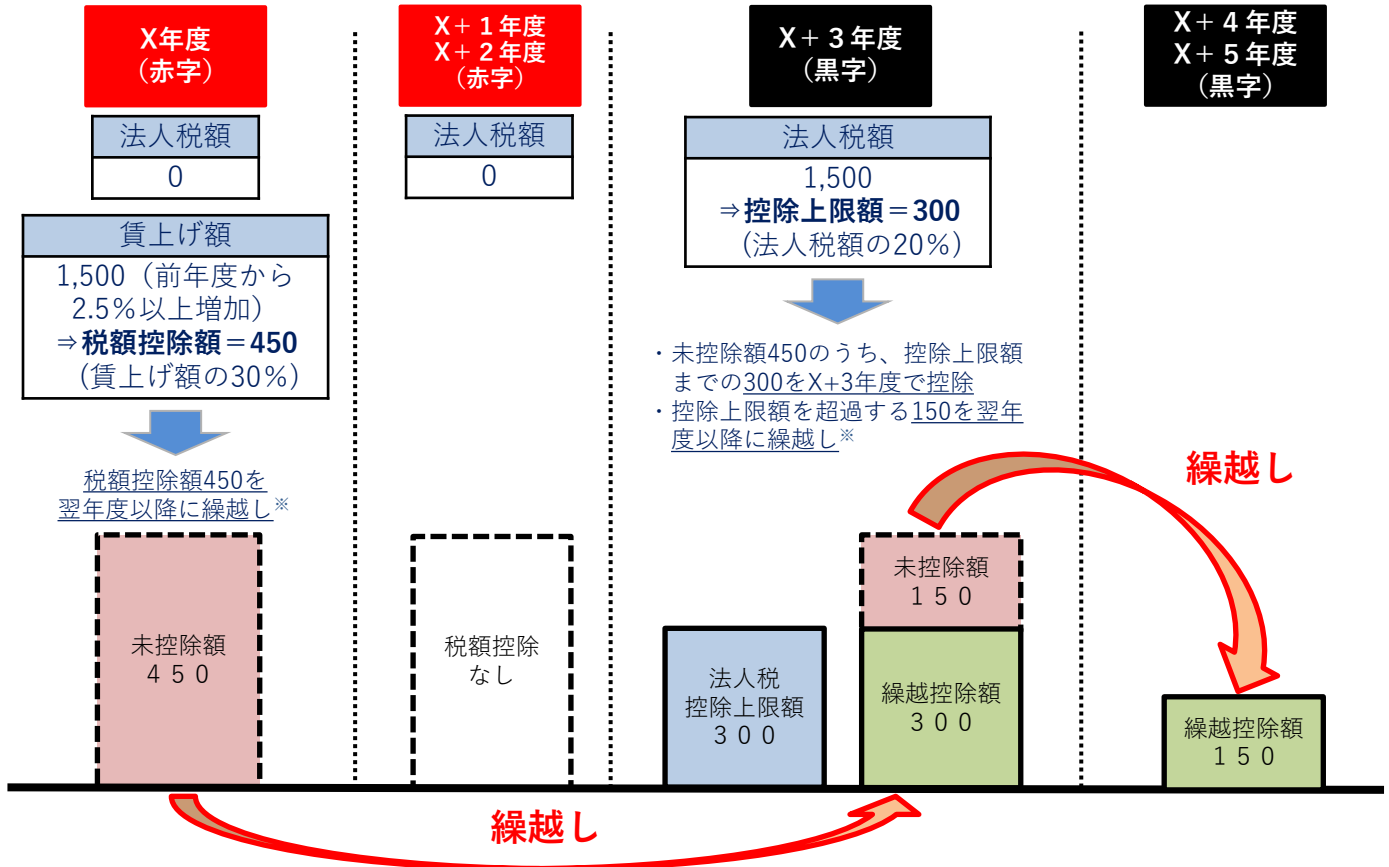 X年度
（赤字）
法人税額
0
賃上げ額
1,500（前年度から
2.5％以上増加）
⇒税額控除額＝450
（賃上げ額の30％）
税額控除額450を
翌年度以降に繰越し※
未控除額
４５０
X＋１年度
X＋２年度
（赤字）
法人税額
0
税額控除
なし
X＋３年度
（黒字）
法人税額
1,500
⇒控除上限額＝300
（法人税額の20％）
・未控除額450のうち、控除上限額
までの300をX+3年度で控除
・控除上限額を超過する150を翌年
度以降に繰越し※
法人税
控除上限額
３００
未控除額
１５０
繰越控除額
３００
X＋４年度
X＋５年度
（黒字）
繰越し
繰越控除額
１５０
繰越し